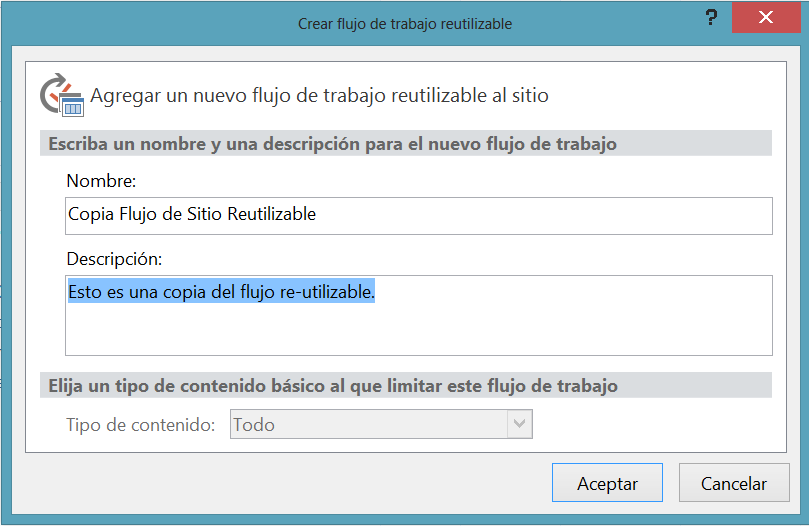 Crear flujo de trabajo reutilizable
?
Agregar un nuevo flujo de trabajo reutilizable al sitio
Escriba un nombre y una descripción para el nuevo flujo de trabajo
Nombre:
Copia Flujo de Sitio Reutilizable
Descripción:
Esto es una copia del flujo re-utilizable.
Elija un tipo de contenido básico al que limitar este flujo de trabajo
Tipo de contenido: Todo
Aceptar Cancelar